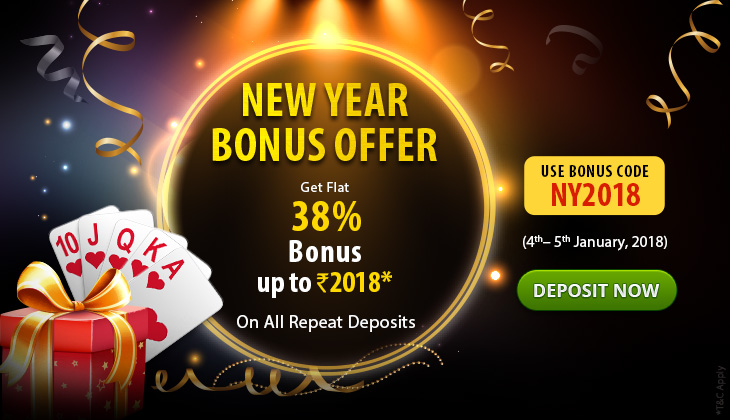 NEW YEAR
BONUS OFFER
Get Flat
38%
Bonus
up to ₹2018*
On All Repeat Deposits
USE BONUS CODE
NY2018
(4th– 5th January, 2018)
DEPOSIT NOW
10
J
Q
K
A
*T&C Apply